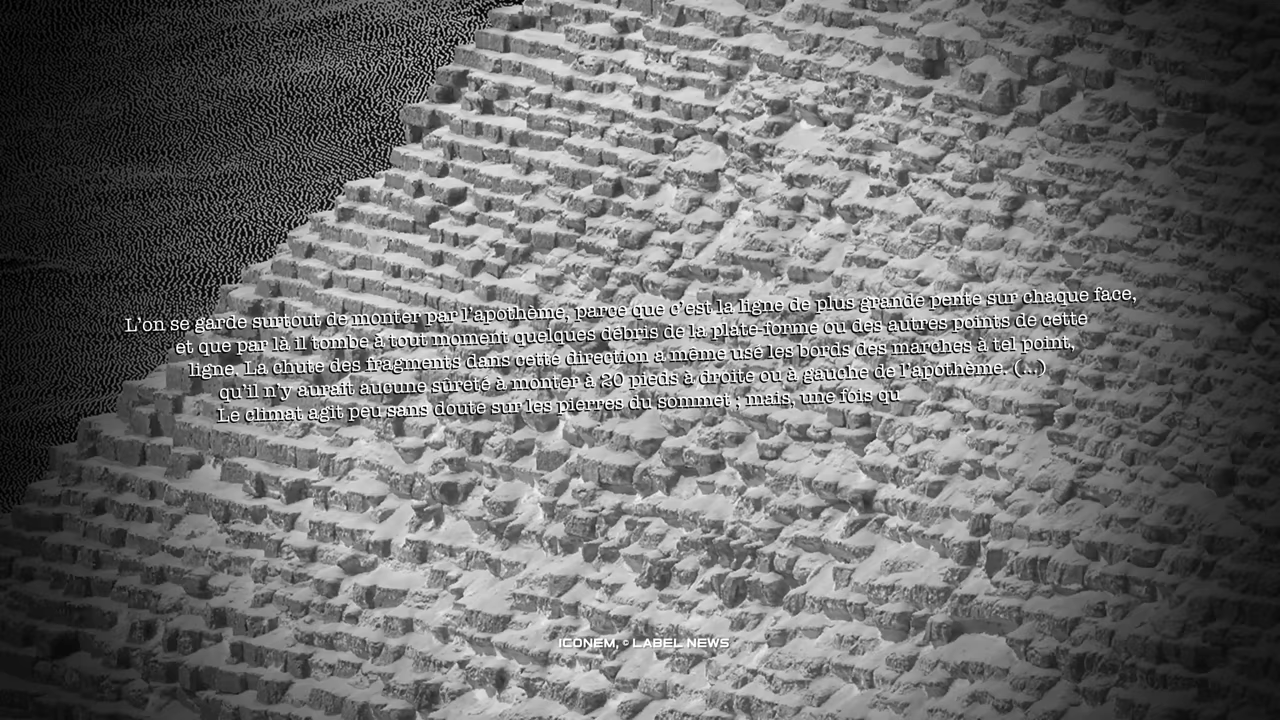 L'on se garde surtout de monter par l'apothème, parce que c'est la ligne de plus grande pente sur chaque face,
et que par là il tombe à tout moment quelques débris de la plate-forme ou des autres points de cette
ligne. La chute des fragments dans cette direction a même usé les bords des marches à tel point,
qu'il n'y aurait aucune sûreté à monter à 20 pieds à droite ou à gauche de l'apothème. (...)
Le climat agit peu sans doute sur les pierres du sommet ; mais, une fois qu
ICONEM, © LABEL NEWS